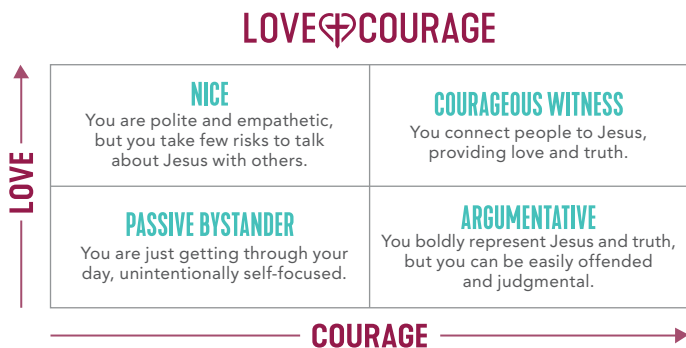 LOVE COURAGE
NICE
You are polite and empathetic,
but you take few risks to talk
about Jesus with others.
COURAGEOUS WITNESS
You connect people to Jesus,
providing love and truth.
LOVE
PASSIVE BYSTANDER
You are just getting through your
day, unintentionally self-focused.
ARGUMENTATIVE
You boldly represent Jesus and truth,
but you can be easily offended
and judgmental.
COURAGE